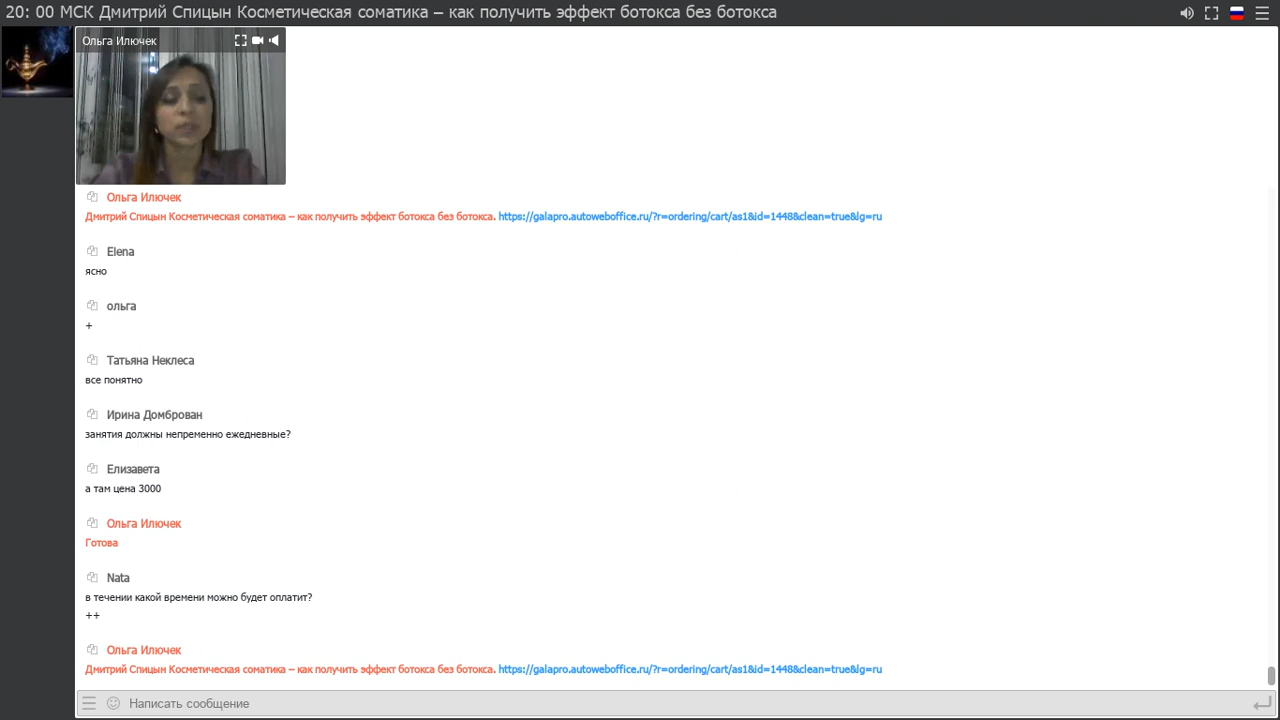 20: 00 МСК Дмитрий Спицын Косметическая соматика – как получить эффект ботокса без ботокса
Ольга Илючек
Ольга Илючек
Дмитрий Спицын Косметическая соматика – как получить эффект ботокса без ботокса. https://galapro.autoweboffice.ru/?r=ordering/cart/as1&id=1448&clean=true&lg=ru
Elena
ясно
ольга
+
Татьяна Неклеса
все понятно
Ирина Домброван
занятия должны непременно ежедневные?
Елизавета
а там цена 3000
Ольга Илючек
Готова
Nata
в течении какой времени можно будет оплатит?
++
Ольга Илючек
Дмитрий Спицын Косметическая соматика – как получить эффект ботокса без ботокса. https://galapro.autoweboffice.ru/?r=ordering/cart/as1&id=1448&clean=true&lg=ru
Написать сообщение